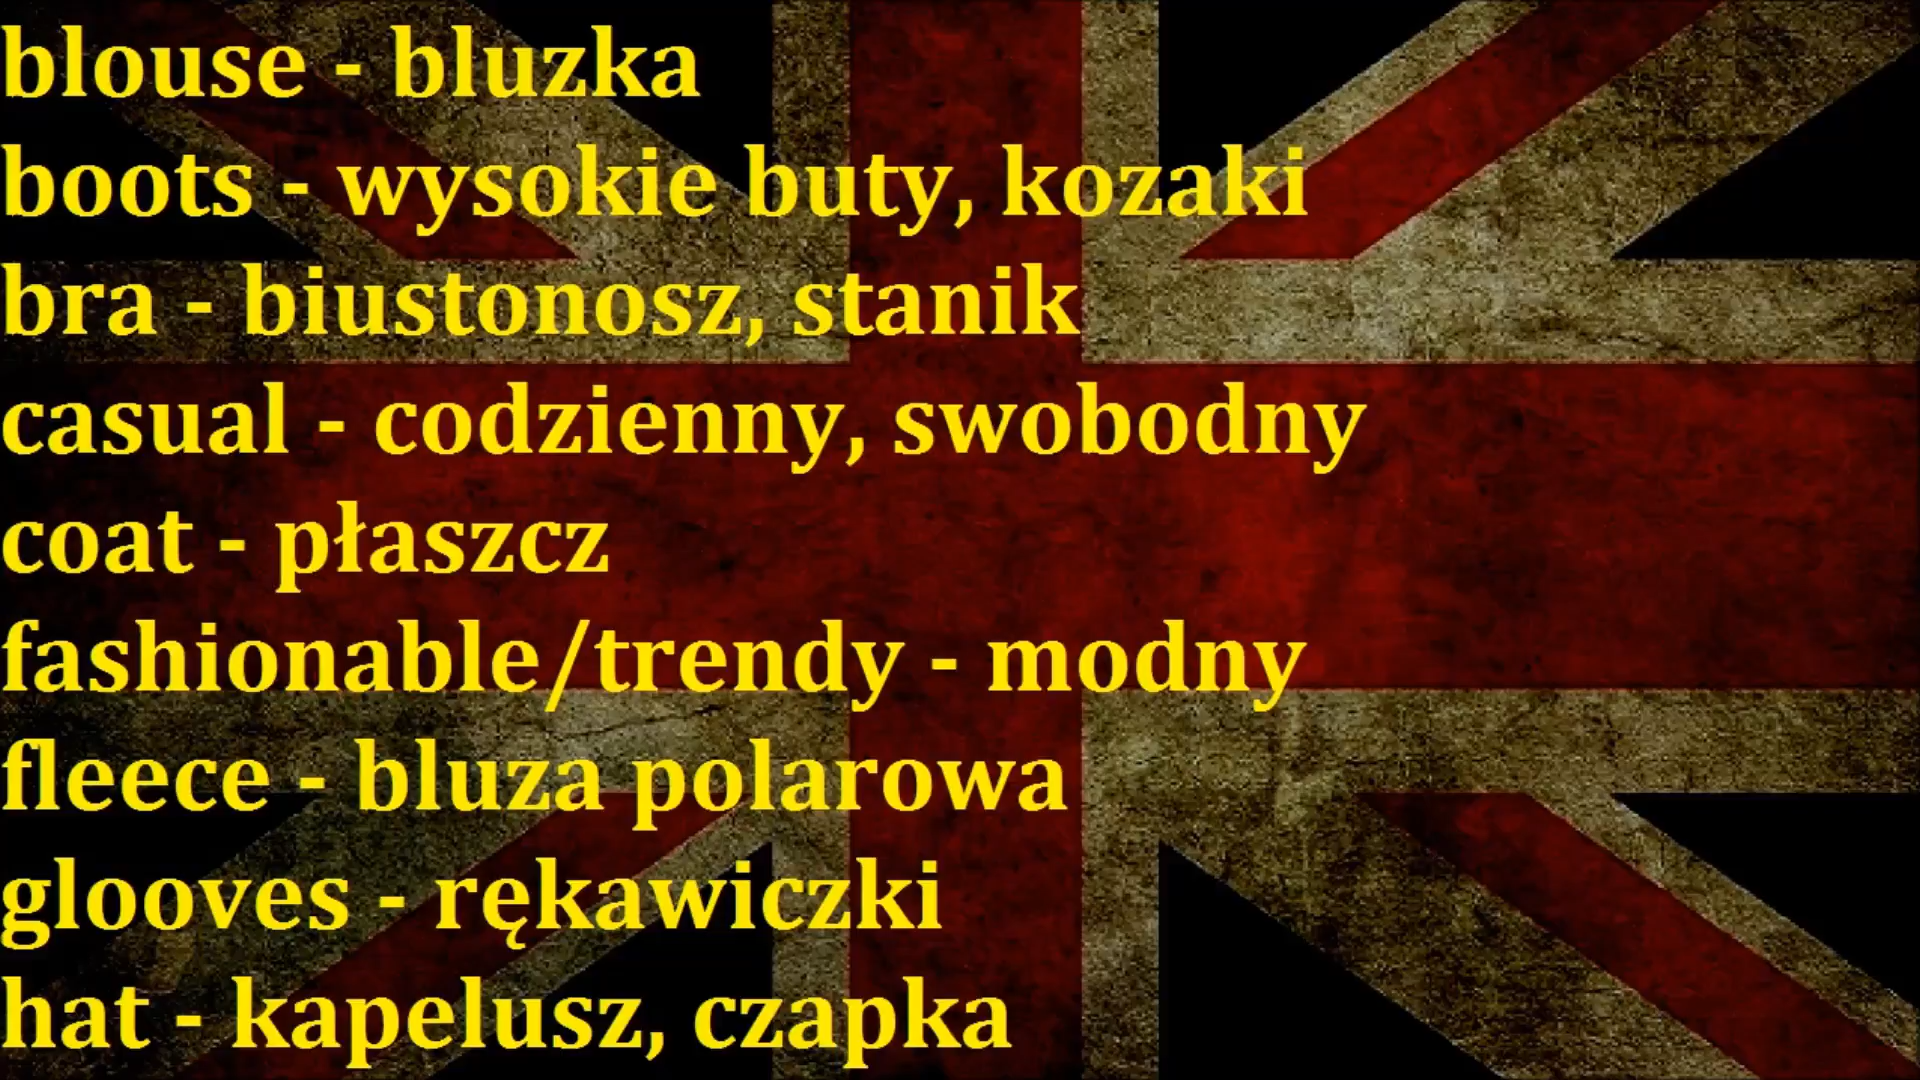 blouse - bluzka
boots - wysokie buty, kozaki
bra - biustonosz, stanik
casual - codzienny, swobodny
coat - płaszcz
fashionable/trendy - modny
fleece - bluza polarowa
glooves - rękawiczki
hat - kapelusz, czapka